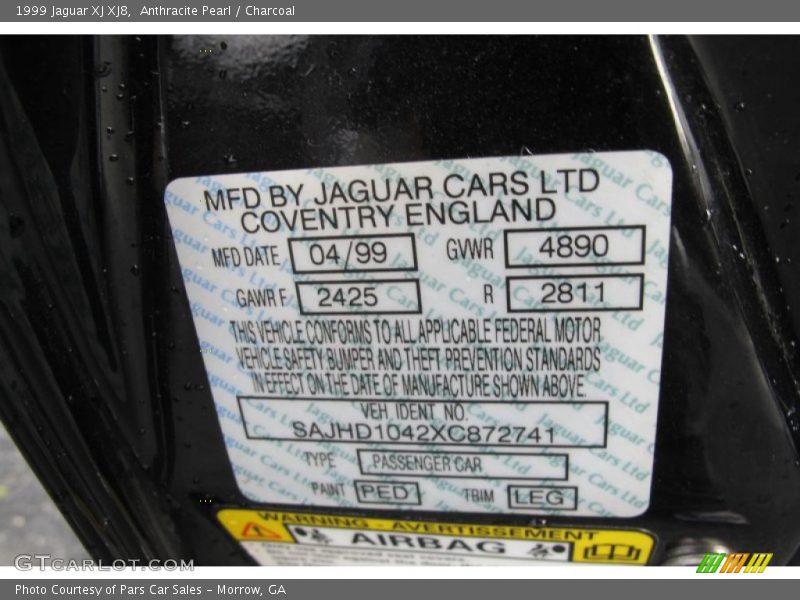 1999 Jaguar XJ XJ8, Anthracite Pearl / Charcoal
MFD BY JAGUAR CARS LTD
COVENTRY ENGLAND
MFD DATE 04/99 GVWR 4890
GAWR F 2425 R 2811
THIS VEHICLE CONFORMS TO ALL APPLICABLE FEDERAL MOTOR
VEHICLE SAFETY BUMPER AND THEFT PREVENTION STANDARDS
IN EFFECT ON THE DATE OF MANUFACTURE SHOWN ABOVE.
VEH IDENT NO.
SAJHD1042XC872741
TYPE PASSENGER CAR
PAINT PED TRIM LEG
WARNING - AVERTISSEMENT
AIRBAG
GTCARLOT.COM
Photo Courtesy of Pars Car Sales - Morrow, GA